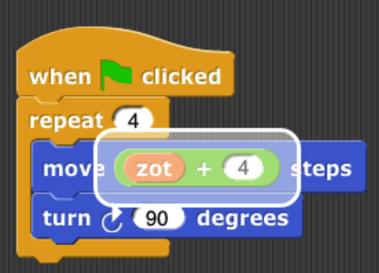 when clicked
repeat 4
move zot + 4 steps
turn 90 degrees